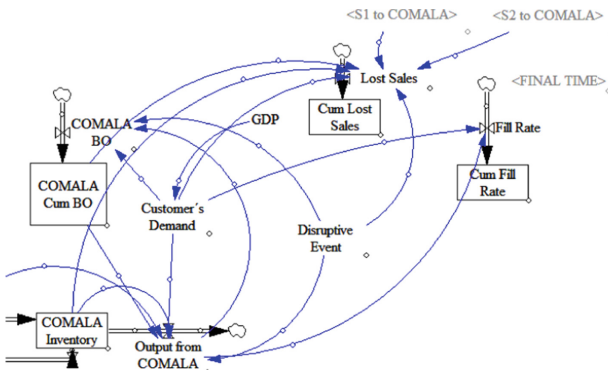 <S1 to COMALA>
<S2 to COMALA>
Lost Sales
<FINAL TIME>
Cum Lost
Sales
GDP
COMALA
BO
Fill Rate
COMALA
Cum BO
Cum Fill
Rate
Customer´s
Demand
Disruptive
Event
COMALA
Inventory
Output from
COMALA